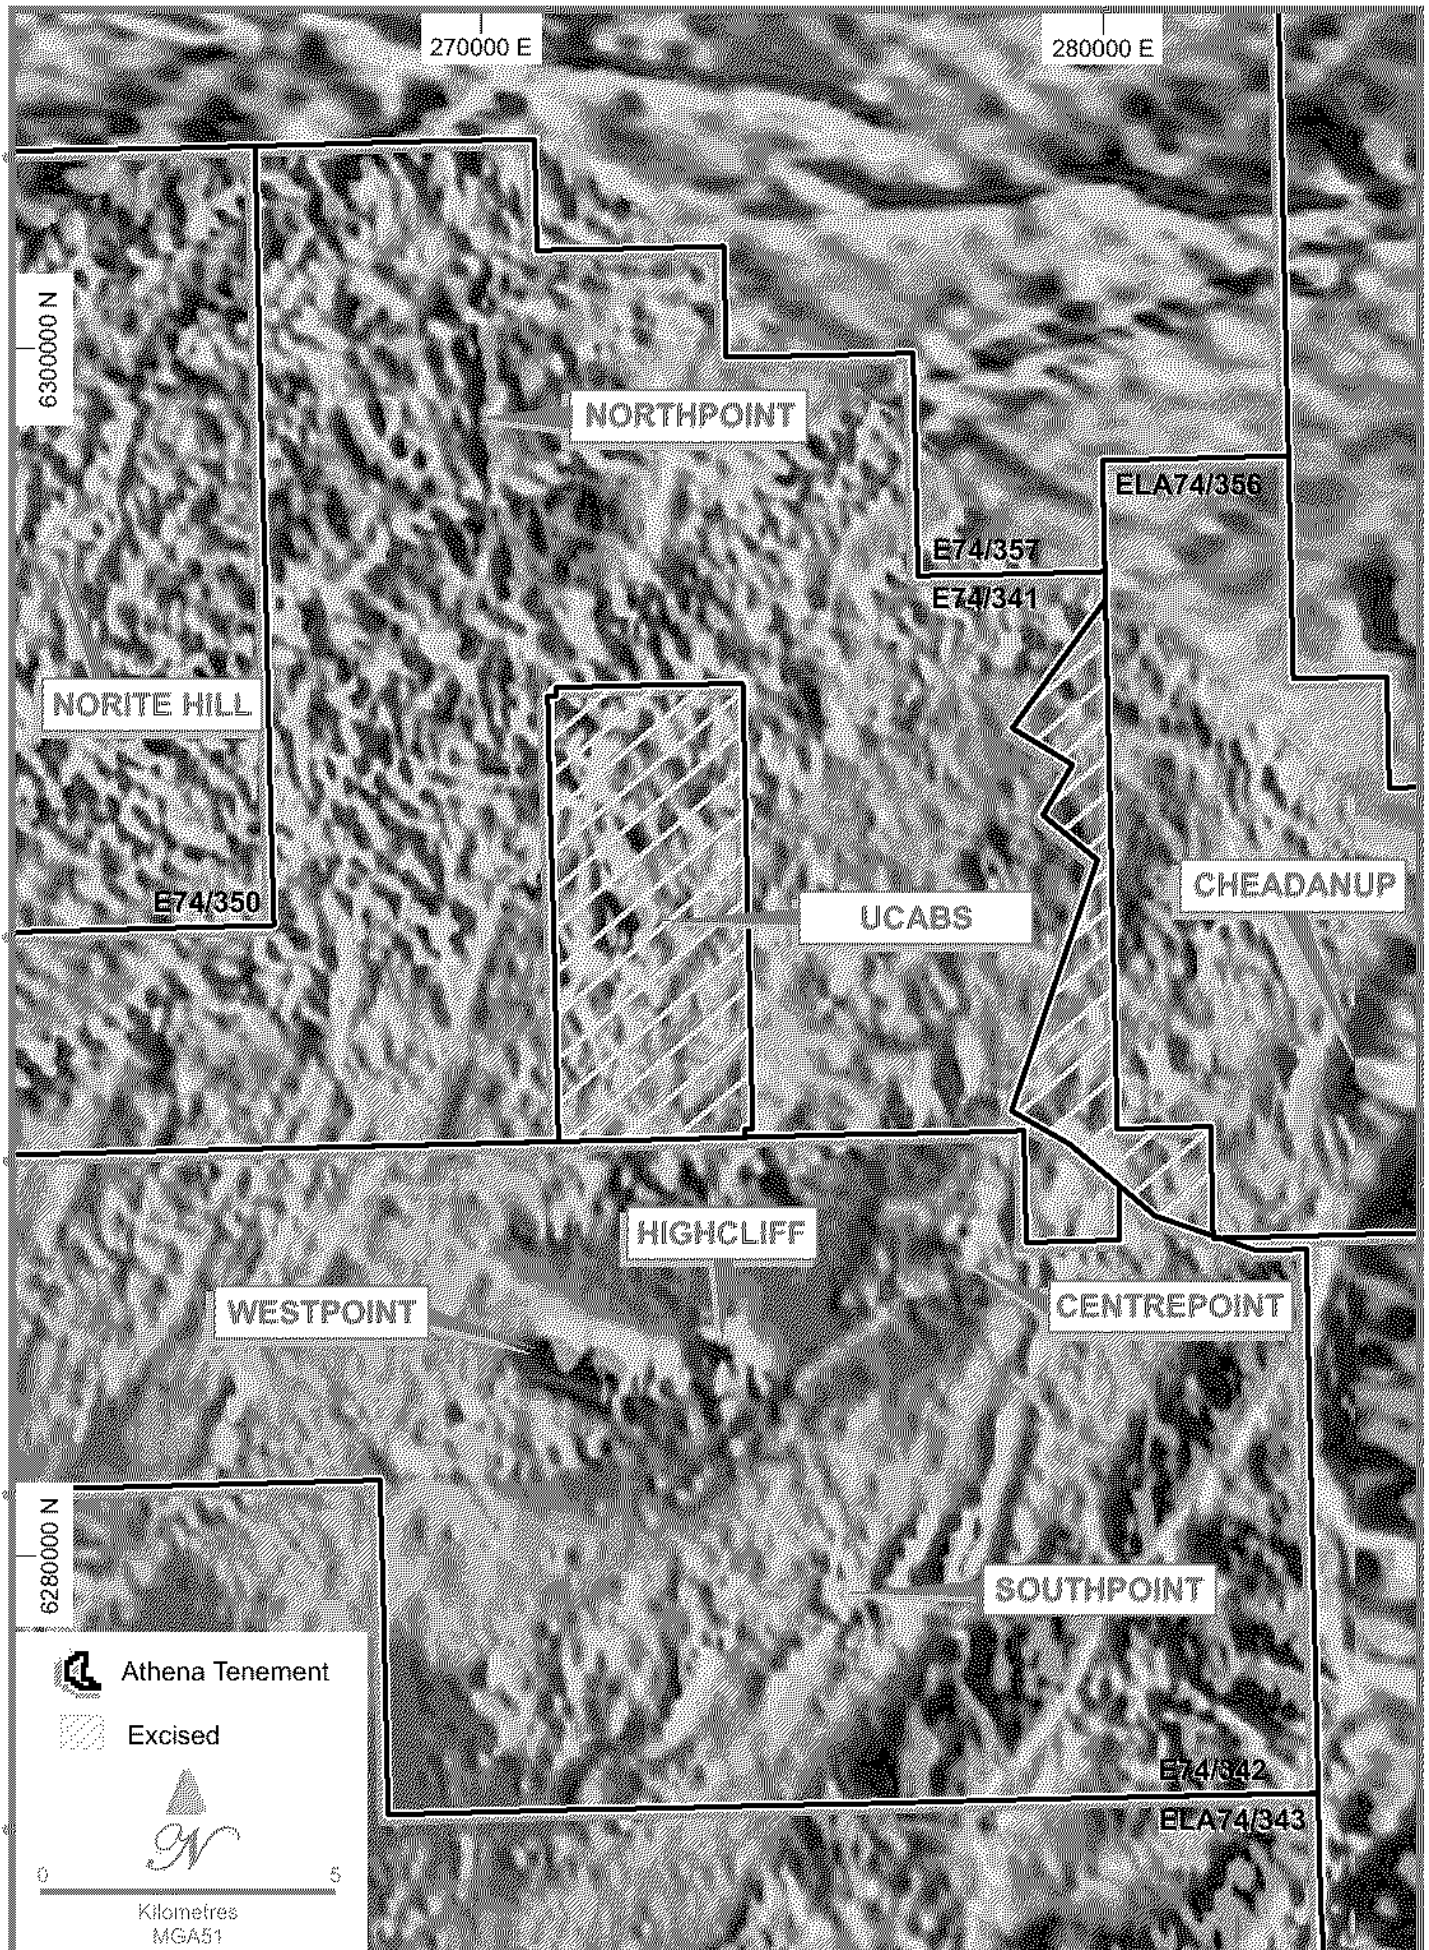 270000 E
280000 E
6300000 N
NORTHPOINT
ELA74/356
E74/357
E74/341
NORITE HILL
CHEADANUP
E74/350
UCABS
HIGHCLIFF
WESTPOINT
CENTREPOINT
6280000 N
SOUTHPOINT
Athena Tenement
Excised
E74/342
ELA74/343
N
0 5
Kilometres
MGA51